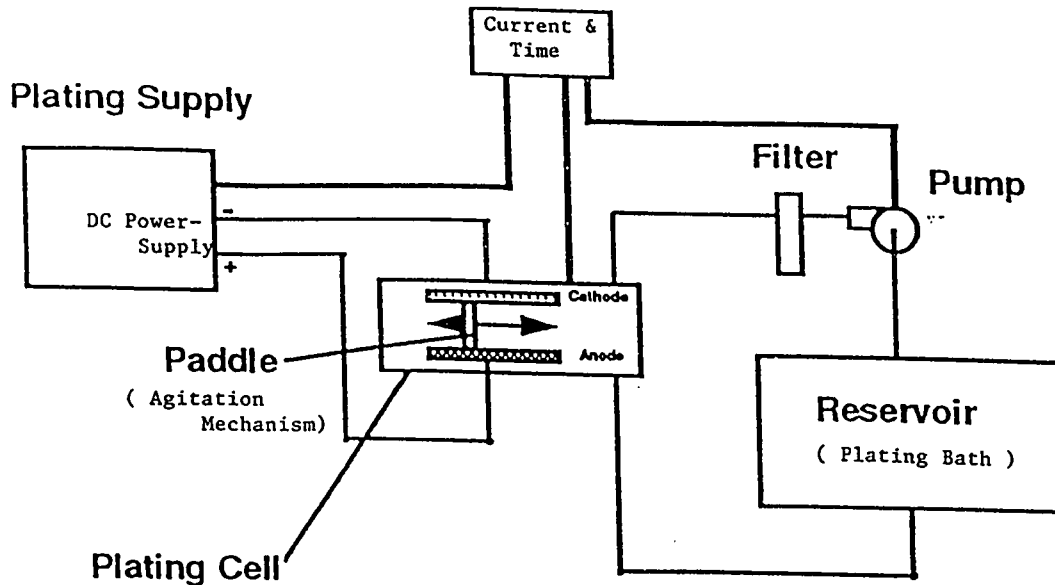 Current &
Time
Plating Supply
Filter
Pump
DC Power-
Supply
-
+
Cathode
Anode
Paddle
( Agitation
Mechanism)
Reservoir
( Plating Bath )
Plating Cell